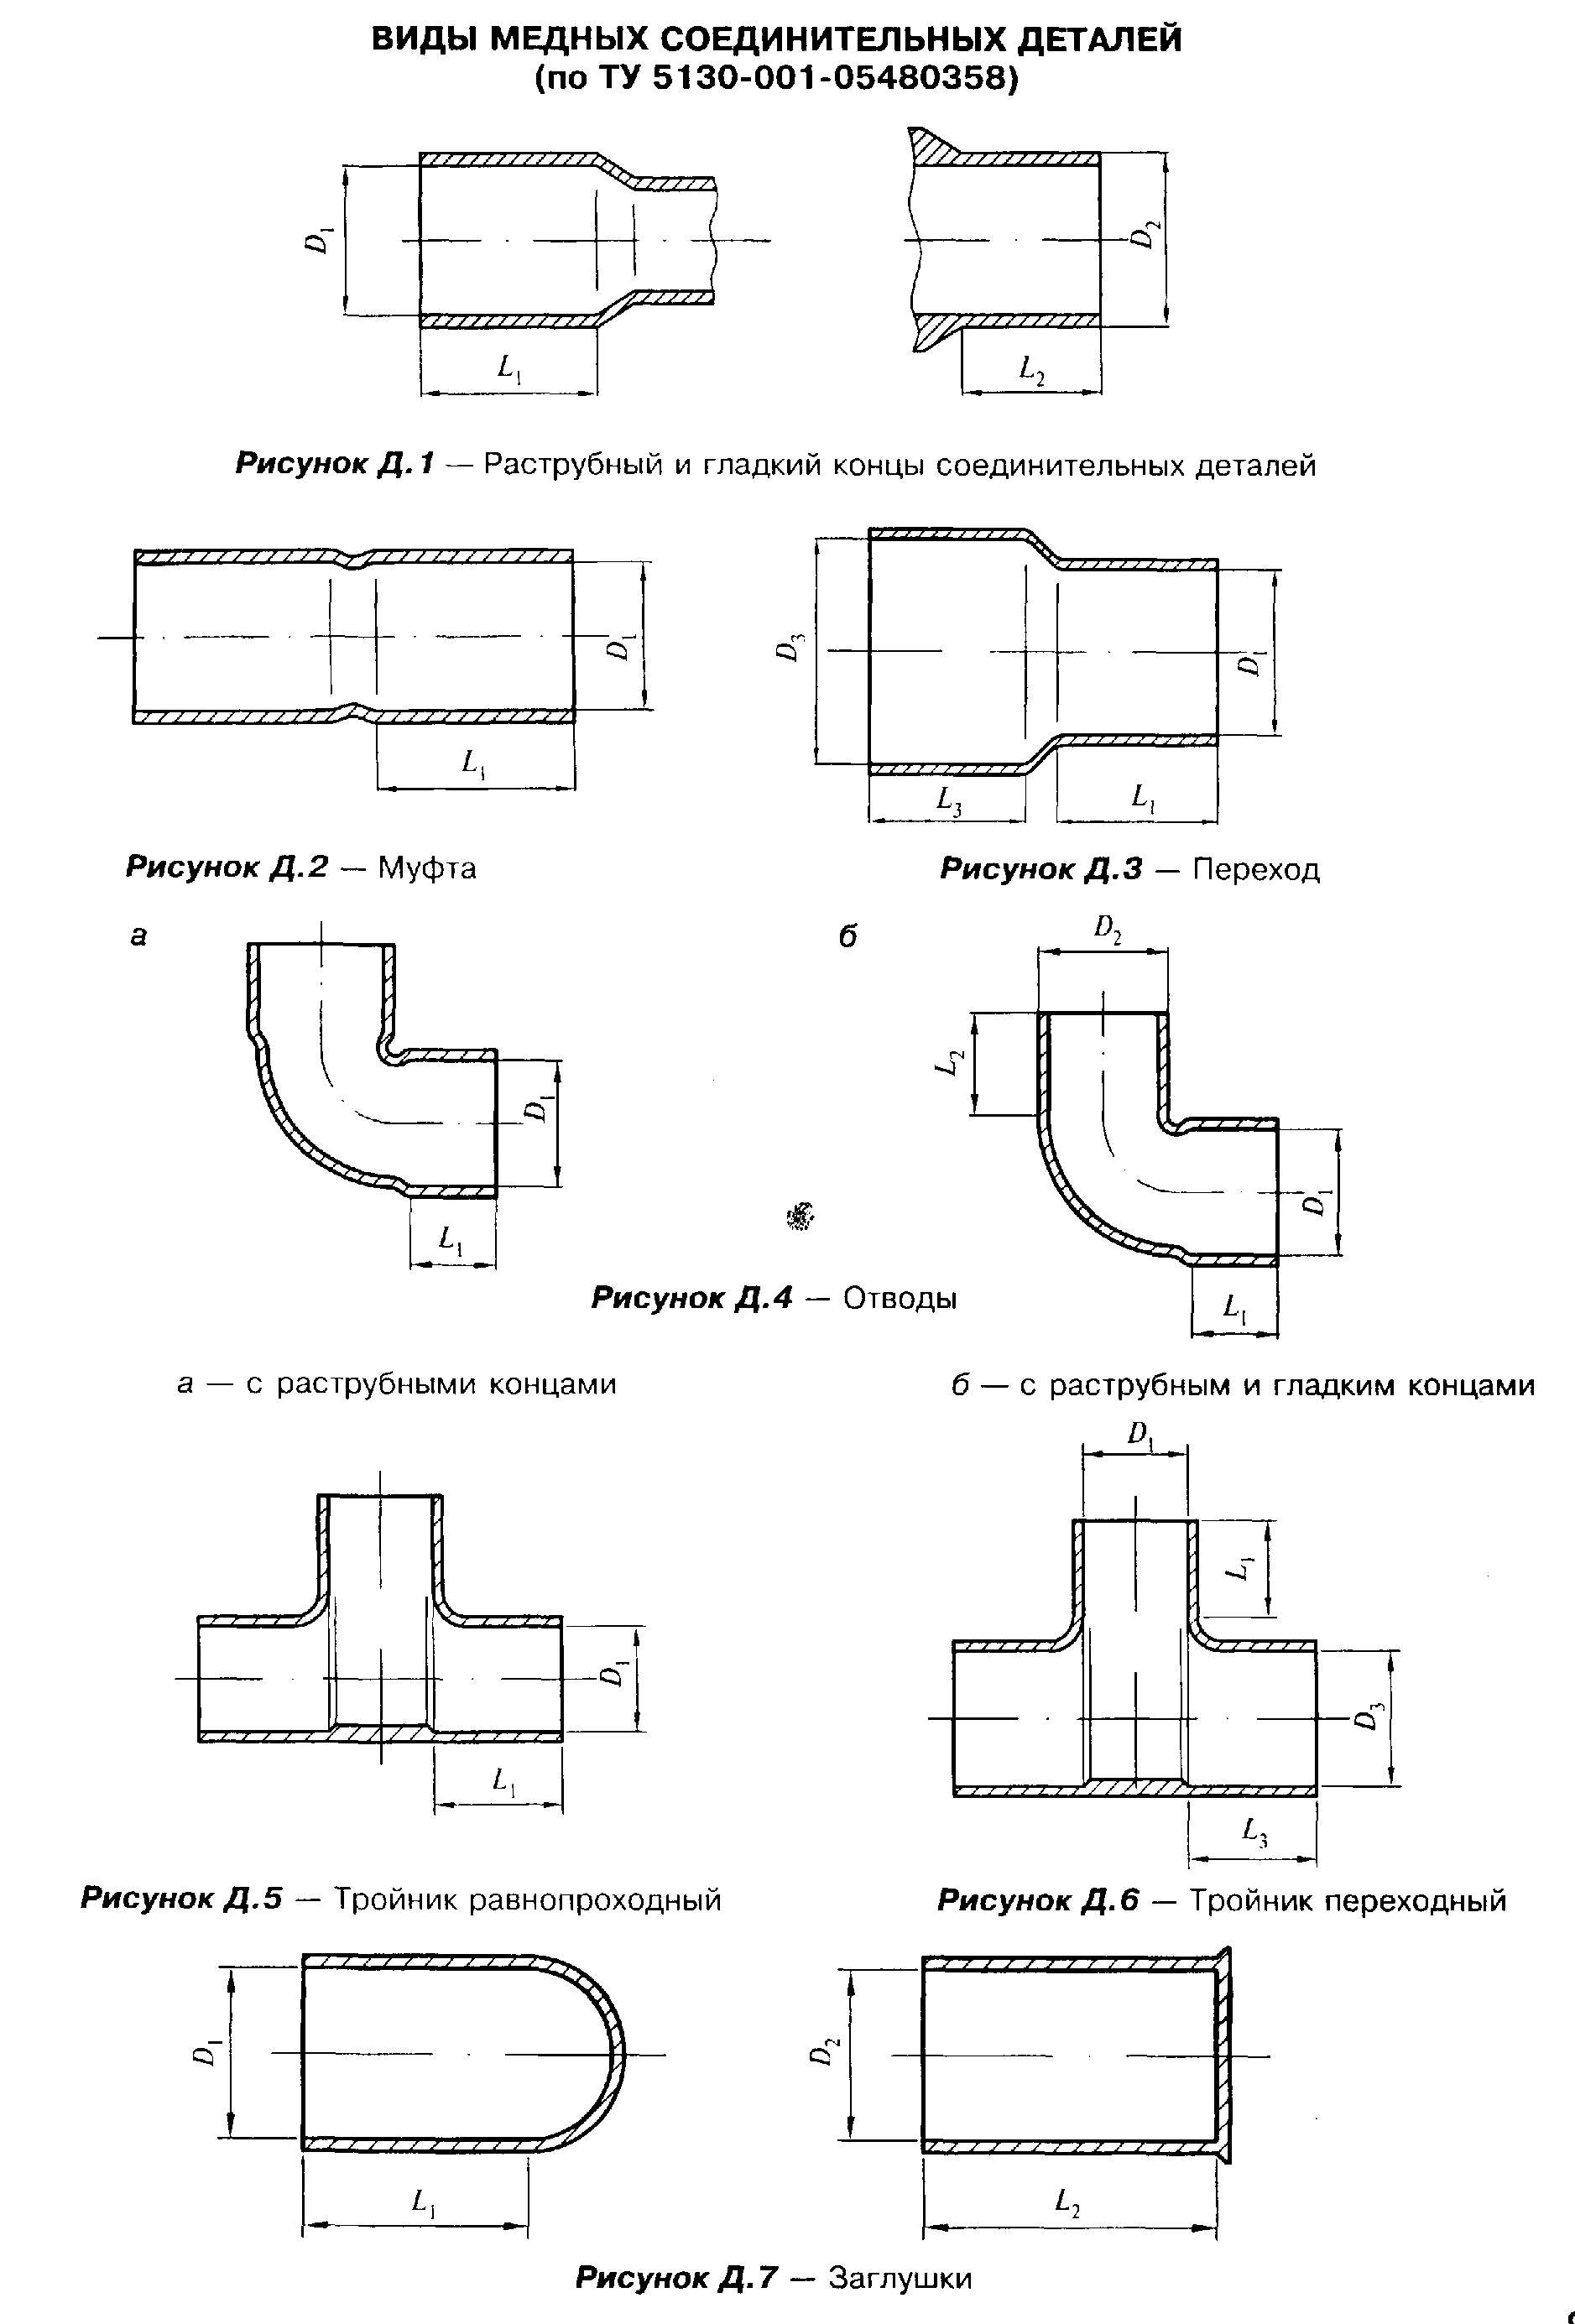 ВИДЫ МЕДНЫХ СОЕДИНИТЕЛЬНЫХ ДЕТАЛЕЙ
(по ТУ 5130-001-05480358)
D₁
L₁
D₂
L₂
Рисунок Д.1 — Раструбный и гладкий концы соединительных деталей
D₁
L₁
D₃
D₁
L₃
L₁
Рисунок Д.2 — Муфта
Рисунок Д.3 — Переход
а
D₁
L₁
б
D₂
L₂
D₁
L₁
Рисунок Д.4 — Отводы
а — с раструбными концами
б — с раструбным и гладким концами
D₁
L₁
D₁
L₁
D₃
L₃
Рисунок Д.5 — Тройник равнопроходный
Рисунок Д.6 — Тройник переходный
D₁
L₁
D₂
L₂
Рисунок Д.7 — Заглушки